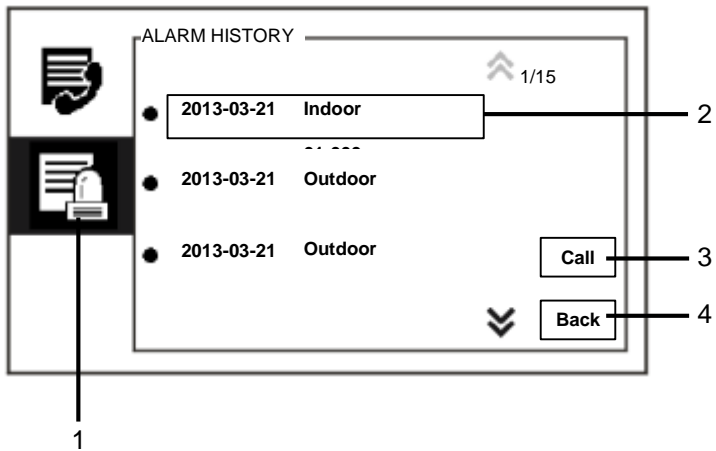 ALARM HISTORY
1/15
2013-03-21 Indoor
2
2013-03-21 Outdoor
2013-03-21 Outdoor
Call
3
Back
4
1